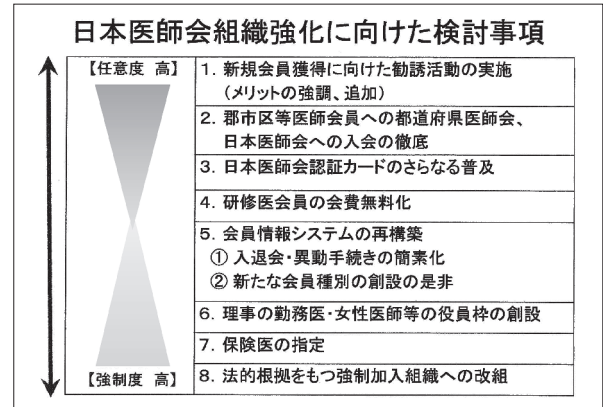 日本医師会組織強化に向けた検討事項
【任意度 高】
1. 新規会員獲得に向けた勧誘活動の実施
(メリットの強調、追加)
2. 郡市区等医師会員への都道府県医師会、
日本医師会への入会の徹底
3. 日本医師会認証カードのさらなる普及
4. 研修医会員の会費無料化
5. 会員情報システムの再構築
① 入退会・異動手続きの簡業化
② 新たな会員種別の創設の是非
6. 理事の勤務医・女性医師等の役員枠の創設
7. 保険医の指定
【強制度 高】
8. 法的根拠をもつ強制加入組織への改組